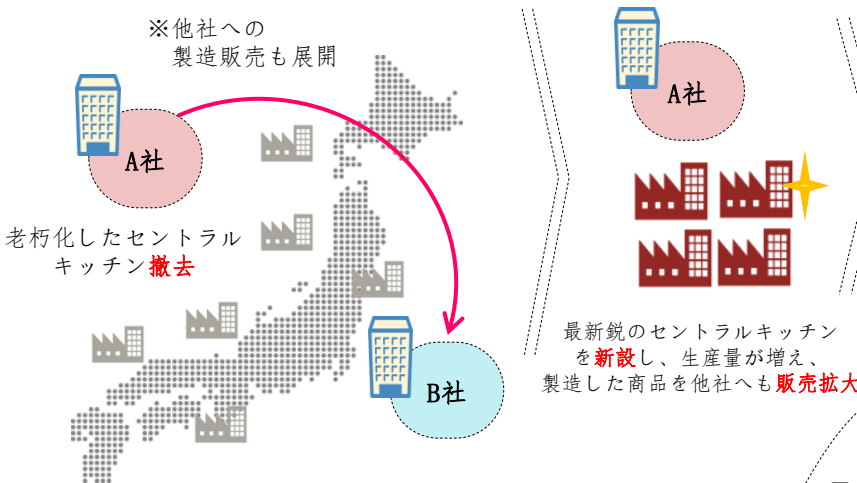 ※他社への
製造販売も展開
A社
老朽化したセントラル
キッチン撤去
B社
A社
最新鋭のセントラルキッチン
を新設し、生産量が増え、
製造した商品を他社へも販売拡大